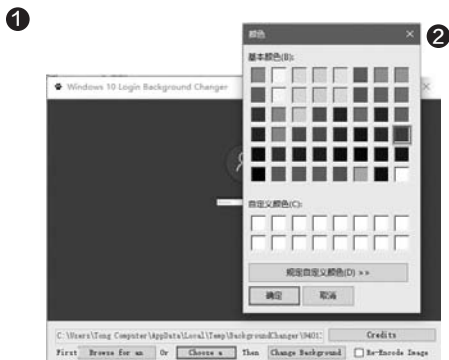 ❶
颜色
❷
基本颜色(B):
Windows 10 Login Background Changer
自定义颜色(C):
规定自定义颜色(D) >>
确定 取消
C:\Users\Tong Computer\AppData\Local\Temp\BackgroundChanger\9401 Credits
First Browse for an Or Choose a Then Change Background Re-Encode Image